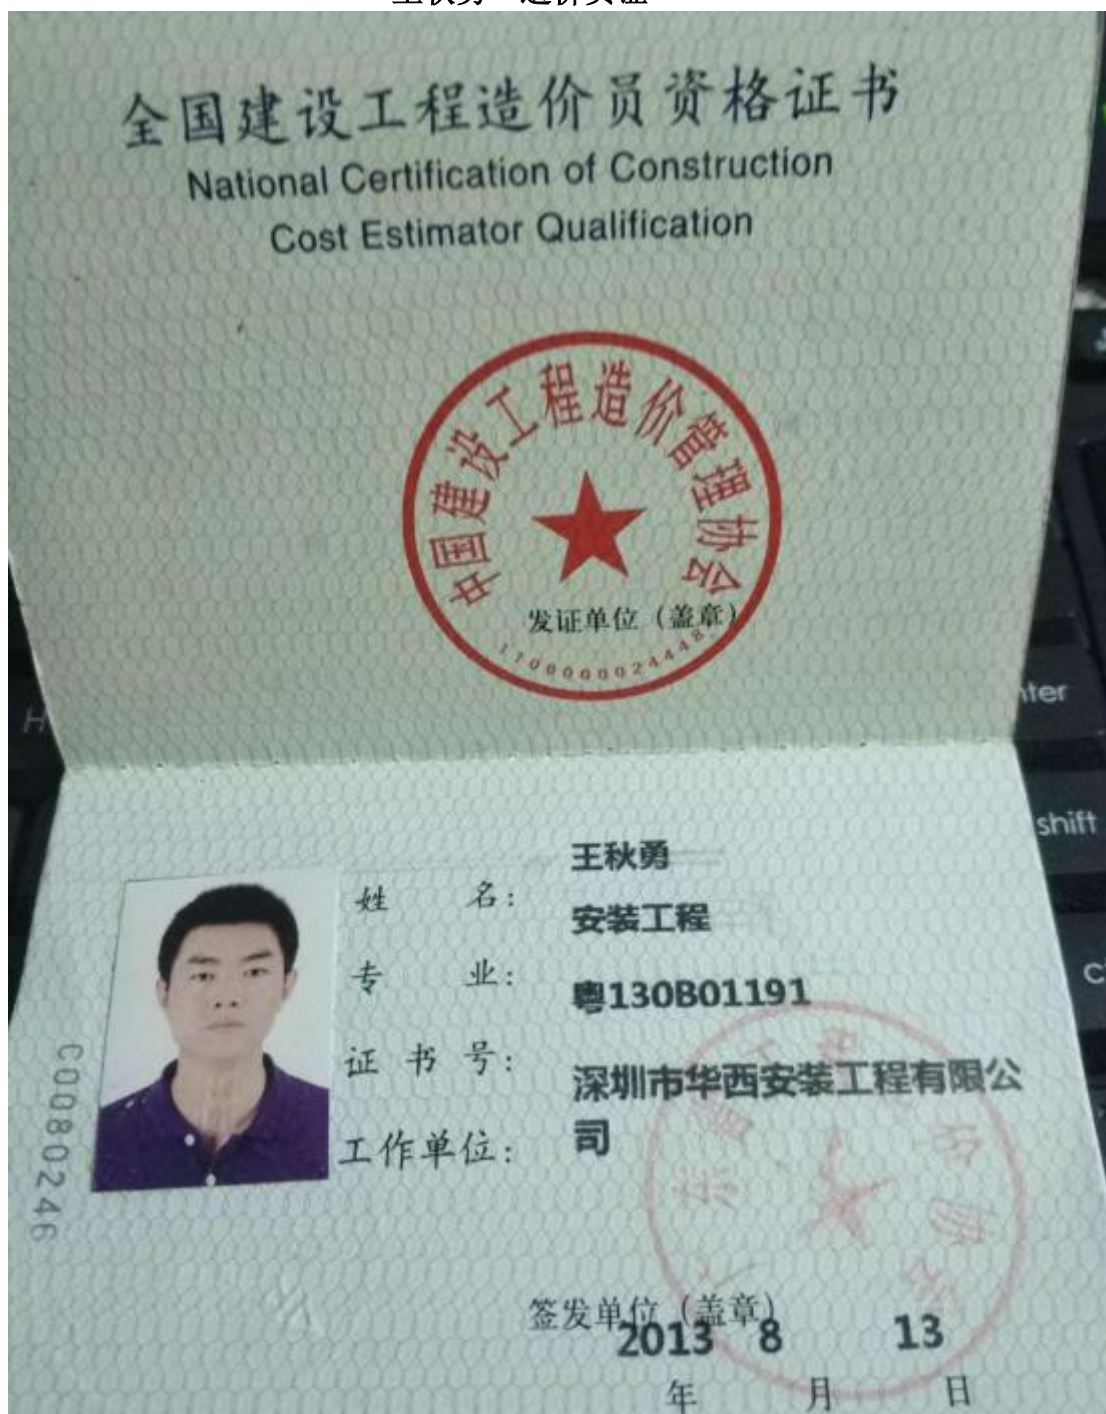 全国建设工程造价员资格证书
National Certification of Construction
Cost Estimator Qualification
中国建设工程造价管理协会
发证单位（盖章）
1100000024448
姓 名：
王秋勇
专 业：
安装工程
证 书 号：
粤130B01191
工作单位：
深圳市华西安装工程有限公
司
C0080246
签发单位（盖章）
2013 8 13
年 月 日
nter
shift